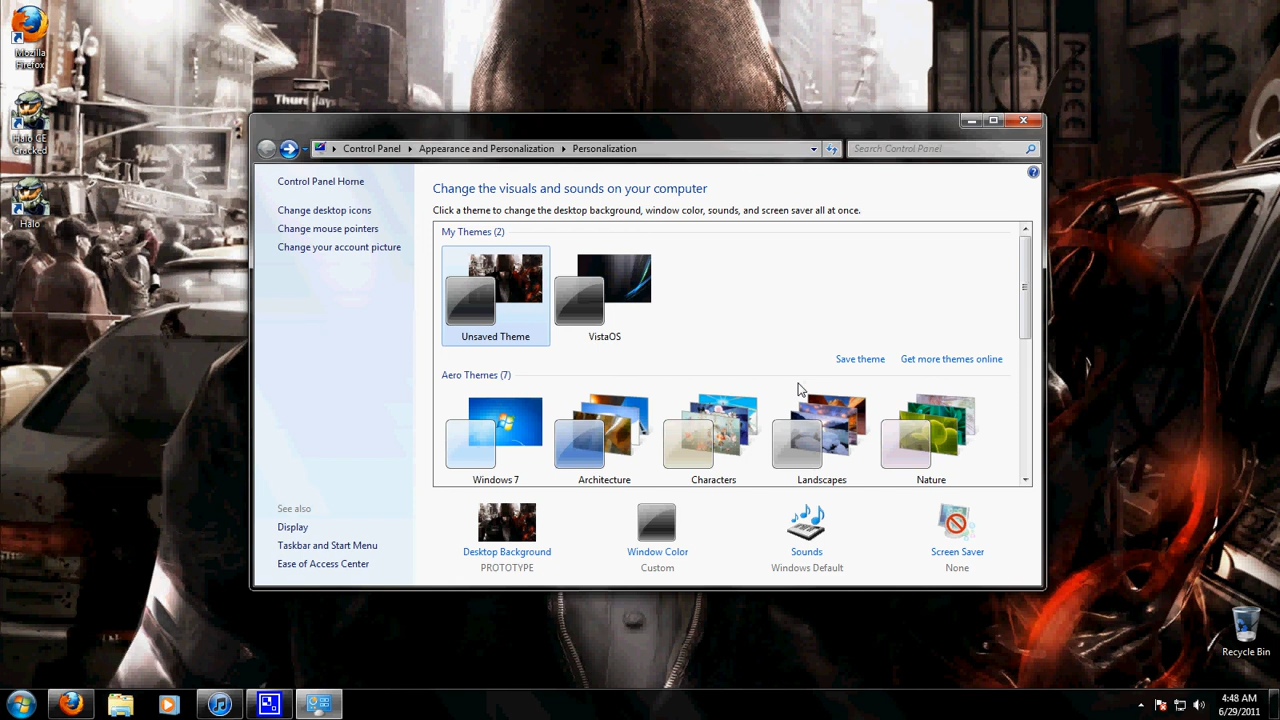 Mozilla
Firefox
Halo CE
Cracked
Halo
Thursday
PEACE
Control Panel
Appearance and Personalization
Personalization
Search Control Panel
Control Panel Home
Change desktop icons
Change mouse pointers
Change your account picture
See also
Display
Taskbar and Start Menu
Ease of Access Center
Change the visuals and sounds on your computer
Click a theme to change the desktop background, window color, sounds, and screen saver all at once.
My Themes (2)
Unsaved Theme
VistaOS
Save theme
Get more themes online
Aero Themes (7)
Windows 7
Architecture
Characters
Landscapes
Nature
Desktop Background
PROTOTYPE
Window Color
Custom
Sounds
Windows Default
Screen Saver
None
Recycle Bin
4:48 AM
6/29/2011